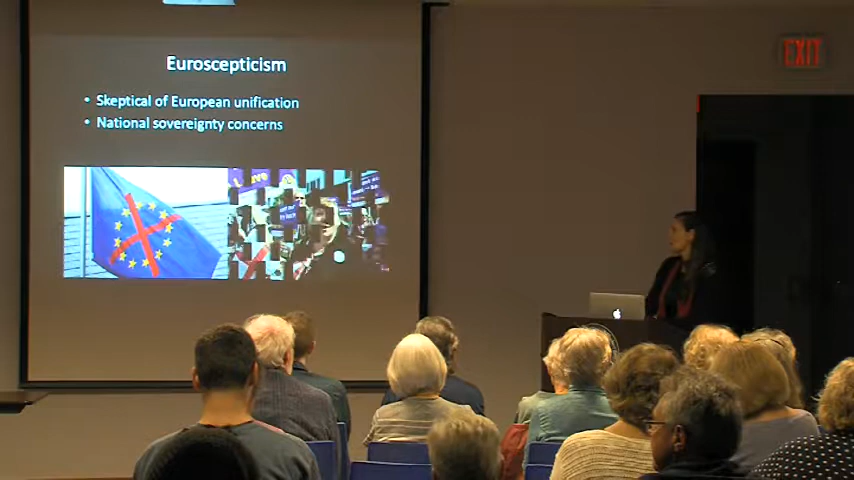 Euroscepticism
• Skeptical of European unification
• National sovereignty concerns
EXIT